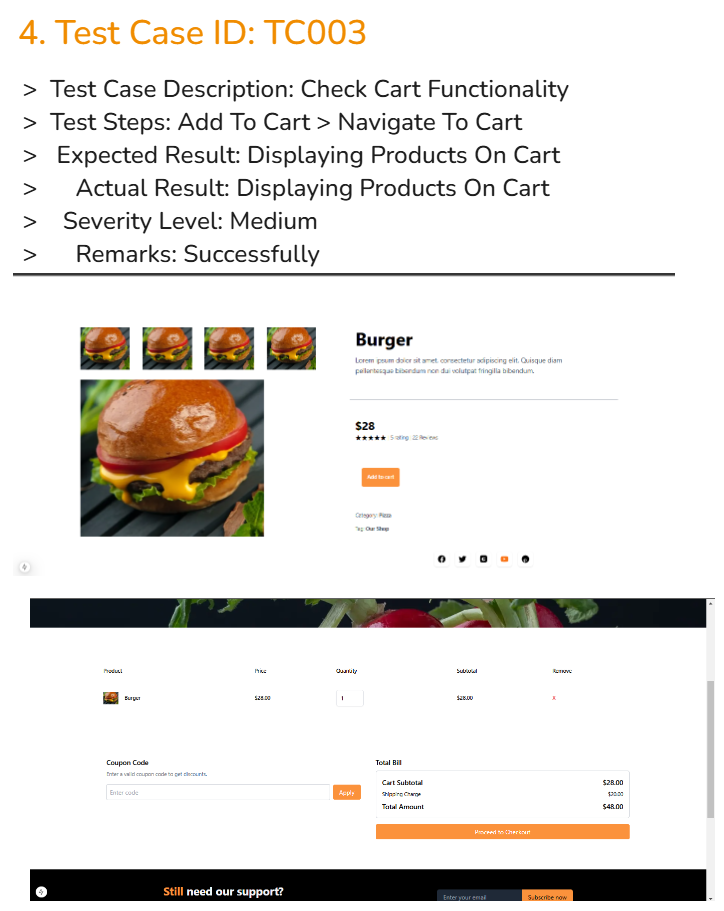 4. Test Case ID: TC003
> Test Case Description: Check Cart Functionality
> Test Steps: Add To Cart > Navigate To Cart
> Expected Result: Displaying Products On Cart
> Actual Result: Displaying Products On Cart
> Severity Level: Medium
> Remarks: Successfully
Burger
Lorem ipsum dolor sit amet, consectetur adipiscing elit. Quisque diam
pellentesque bibendum non dui volutpat fringilla bibendum.
$28
★★★★★ 5 rating 22 Reviews
Add to cart
Category: Pizza
Tag: Our Shop
Product Price Quantity Subtotal Remove
Burger $28.00 1 $28.00 X
Coupon Code
Enter a valid coupon code to get discounts.
Enter code Apply
Total Bill
Cart Subtotal $28.00
Shipping Charge $20.00
Total Amount $48.00
Proceed to Checkout
Still need our support?
Enter your email Subscribe now